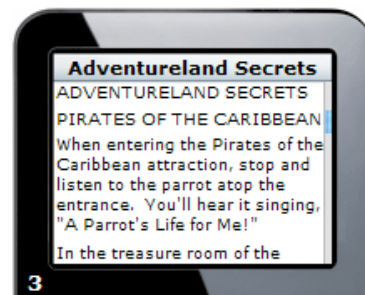 Adventureland Secrets
ADVENTURELAND SECRETS
PIRATES OF THE CARIBBEAN
When entering the Pirates of the
Caribbean attraction, stop and
listen to the parrot atop the
entrance.  You'll hear it singing,
"A Parrot's Life for Me!"
In the treasure room of the
3